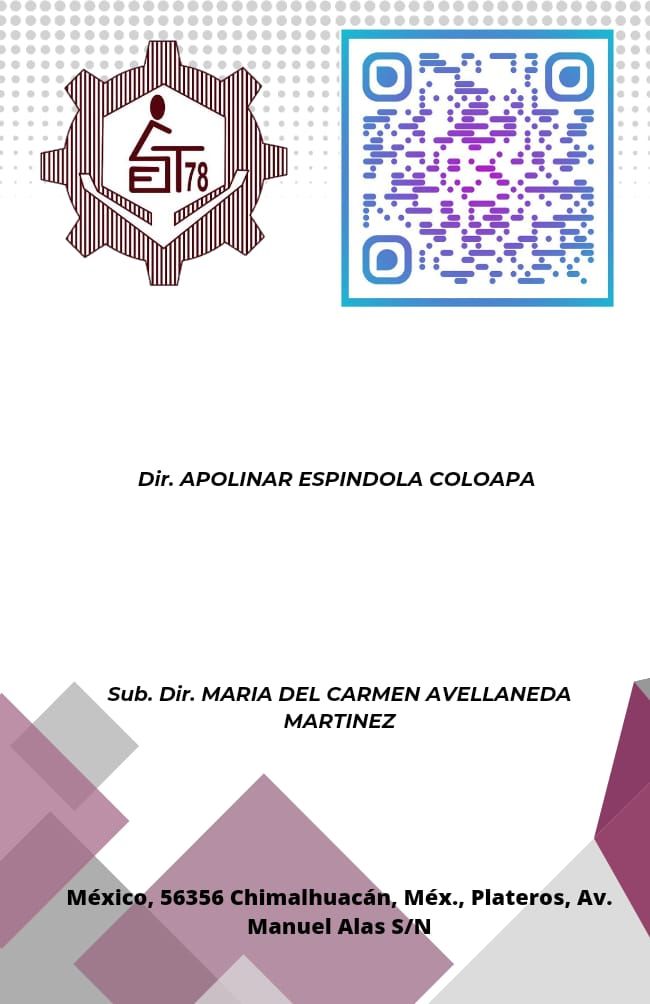 78
Dir. APOLINAR ESPINDOLA COLOAPA
Sub. Dir. MARIA DEL CARMEN AVELLANEDA
MARTINEZ
México, 56356 Chimalhuacán, Méx., Plateros, Av.
Manuel Alas S/N